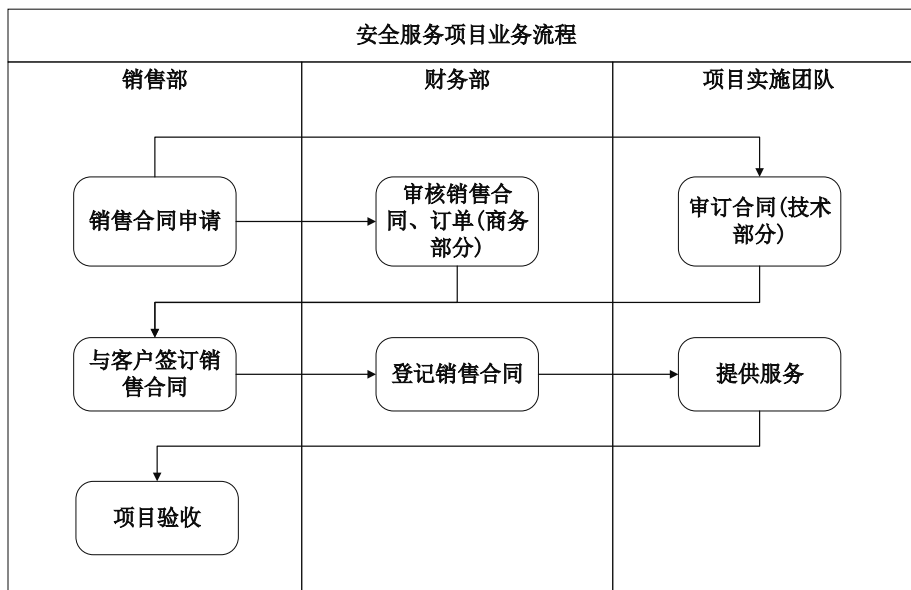 安全服务项目业务流程
销售部
财务部
项目实施团队
销售合同申请
审核销售合
同、订单(商务
部分)
审订合同(技术
部分)
与客户签订销
售合同
登记销售合同
提供服务
项目验收